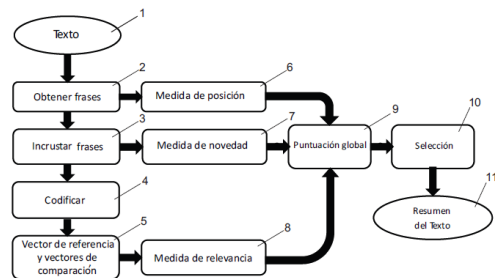 1
Texto
2
Obtener frases
6
Medida de posición
3
Incrustar frases
7
Medida de novedad
9
Puntuación global
10
Selección
4
Codificar
11
Resumen
del Texto
5
Vector de referencia
y vectores de
comparación
8
Medida de relevancia